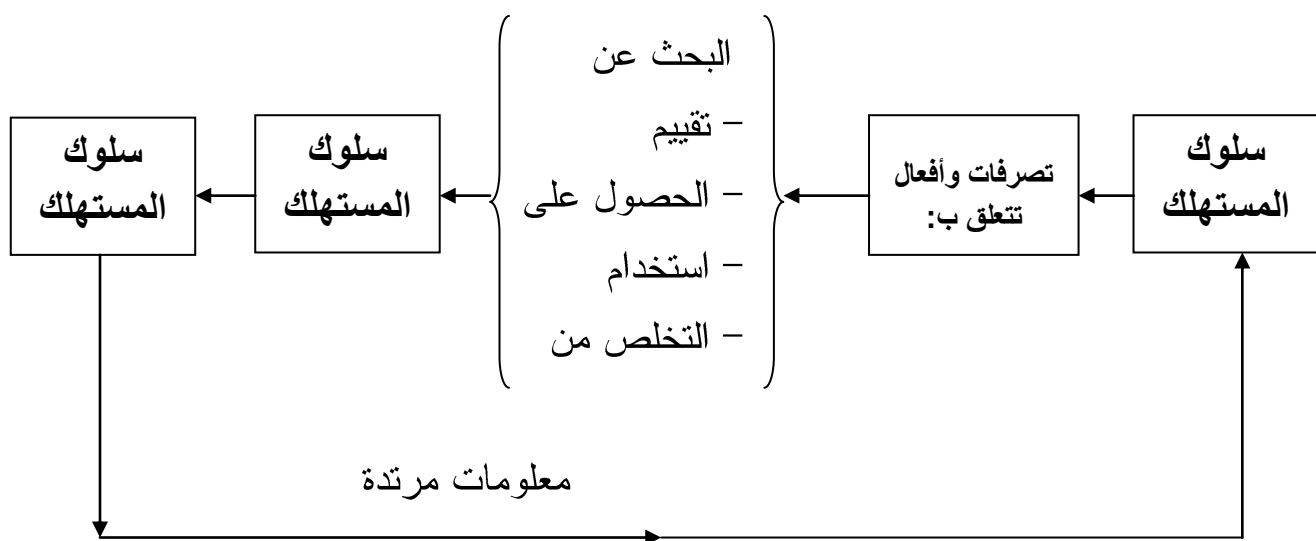 سلوك
المستهلك
تصرفات وأفعال
تتعلق ب:
البحث عن
– تقييم
– الحصول على
– استخدام
– التخلص من
سلوك
المستهلك
سلوك
المستهلك
معلومات مرتدة